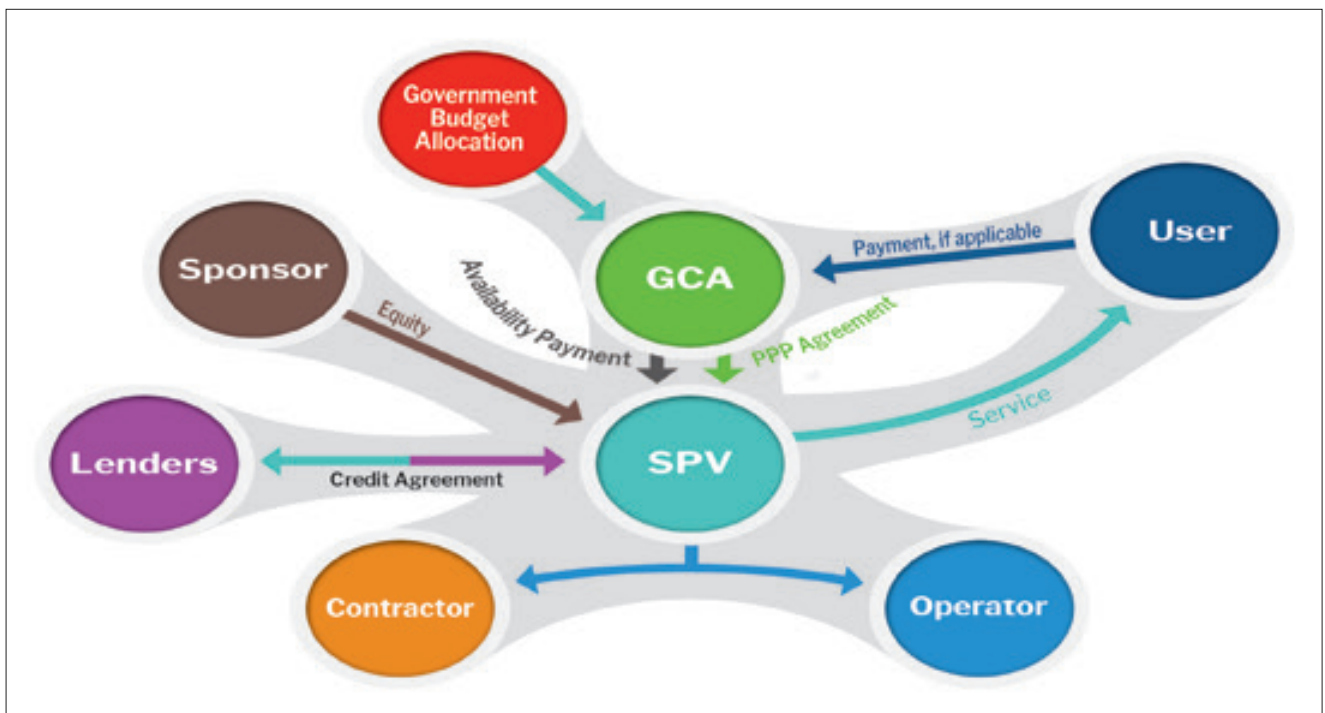 Government
Budget
Allocation
Sponsor
GCA
User
Payment, if applicable
Equity
Availability Payment
PPP Agreement
Service
Lenders
Credit Agreement
SPV
Contractor
Operator